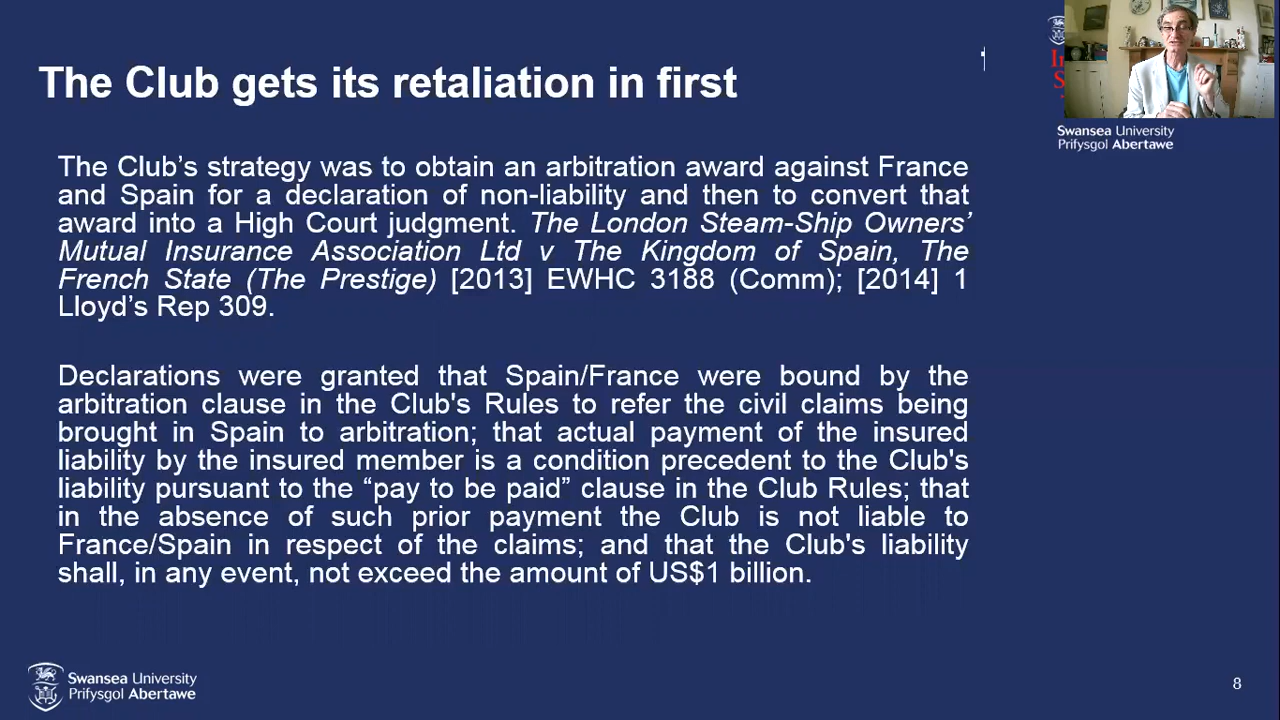 The Club gets its retaliation in first
The Club’s strategy was to obtain an arbitration award against France
and Spain for a declaration of non-liability and then to convert that
award into a High Court judgment. The London Steam-Ship Owners’
Mutual Insurance Association Ltd v The Kingdom of Spain, The
French State (The Prestige) [2013] EWHC 3188 (Comm); [2014] 1
Lloyd’s Rep 309.
Declarations were granted that Spain/France were bound by the
arbitration clause in the Club's Rules to refer the civil claims being
brought in Spain to arbitration; that actual payment of the insured
liability by the insured member is a condition precedent to the Club's
liability pursuant to the “pay to be paid” clause in the Club Rules; that
in the absence of such prior payment the Club is not liable to
France/Spain in respect of the claims; and that the Club's liability
shall, in any event, not exceed the amount of US$1 billion.
Swansea University
Prifysgol Abertawe
Swansea University
Prifysgol Abertawe
8